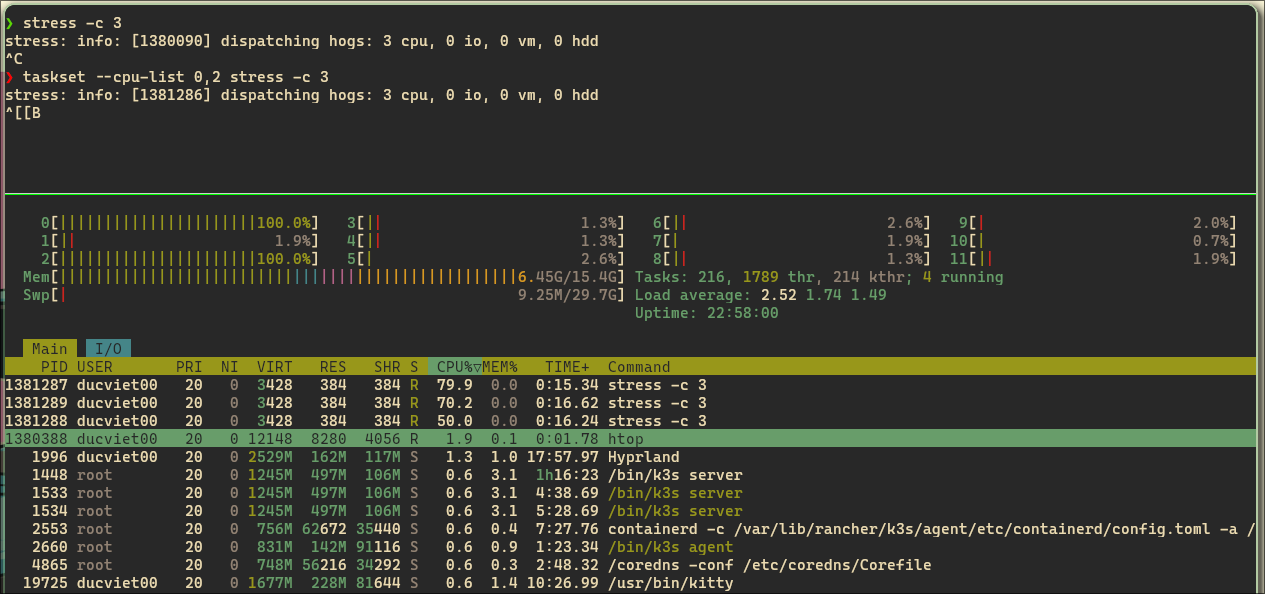 ❯ stress -c 3
stress: info: [1380090] dispatching hogs: 3 cpu, 0 io, 0 vm, 0 hdd
^C
❯ taskset --cpu-list 0,2 stress -c 3
stress: info: [1381286] dispatching hogs: 3 cpu, 0 io, 0 vm, 0 hdd
^[[B
0[||||||||||||||||||||||100.0%] 3[|| 1.3%] 6[|| 2.6%] 9[| 2.0%]
1[|| 1.9%] 4[|| 1.3%] 7[| 1.9%] 10[| 0.7%]
2[||||||||||||||||||||||100.0%] 5[| 2.6%] 8[|| 1.3%] 11[|| 1.9%]
Mem[|||||||||||||||||||||||||||||||||||||||||||||||||||6.45G/15.4G] Tasks: 216, 1789 thr, 214 kthr; 4 running
Swp[| 9.25M/29.7G] Load average: 2.52 1.74 1.49
Uptime: 22:58:00
Main I/O
PID USER PRI NI VIRT RES SHR S CPU%▽MEM% TIME+ Command
1381287 ducviet00 20 0 3428 384 384 R 79.9 0.0 0:15.34 stress -c 3
1381289 ducviet00 20 0 3428 384 384 R 70.2 0.0 0:16.62 stress -c 3
1381288 ducviet00 20 0 3428 384 384 R 50.0 0.0 0:16.24 stress -c 3
1380388 ducviet00 20 0 12148 8280 4056 R 1.9 0.1 0:01.78 htop
1996 ducviet00 20 0 2529M 162M 117M S 1.3 1.0 17:57.97 Hyprland
1448 root 20 0 1245M 497M 106M S 0.6 3.1 1h16:23 /bin/k3s server
1533 root 20 0 1245M 497M 106M S 0.6 3.1 4:38.69 /bin/k3s server
1534 root 20 0 1245M 497M 106M S 0.6 3.1 5:28.69 /bin/k3s server
2553 root 20 0 756M 62672 35440 S 0.6 0.4 7:27.76 containerd -c /var/lib/rancher/k3s/agent/etc/containerd/config.toml -a /
2660 root 20 0 831M 142M 91116 S 0.6 0.9 1:23.34 /bin/k3s agent
4865 root 20 0 748M 56216 34292 S 0.6 0.3 2:48.32 /coredns -conf /etc/coredns/Corefile
19725 ducviet00 20 0 1677M 228M 81644 S 0.6 1.4 10:26.99 /usr/bin/kitty